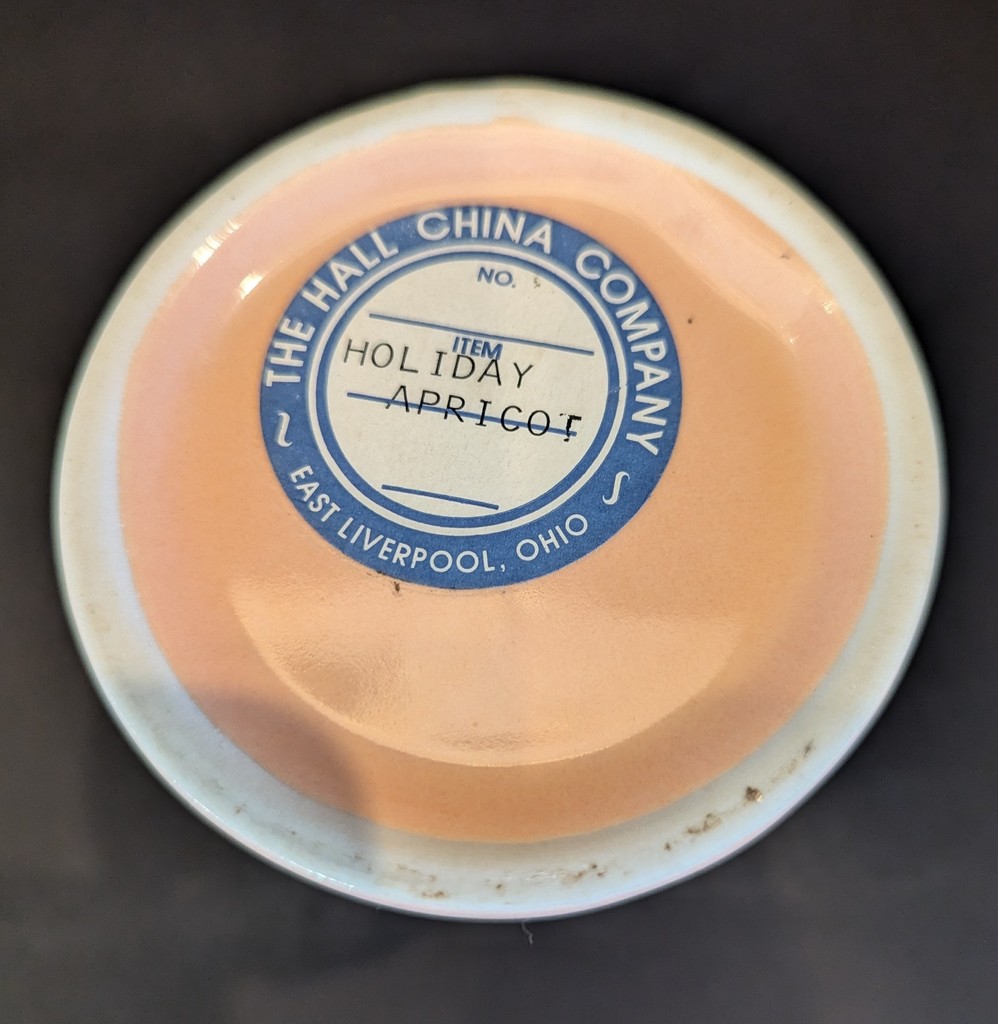 THE HALL CHINA COMPANY
NO.
ITEM
HOLIDAY
APRICOT
~ EAST LIVERPOOL, OHIO ~